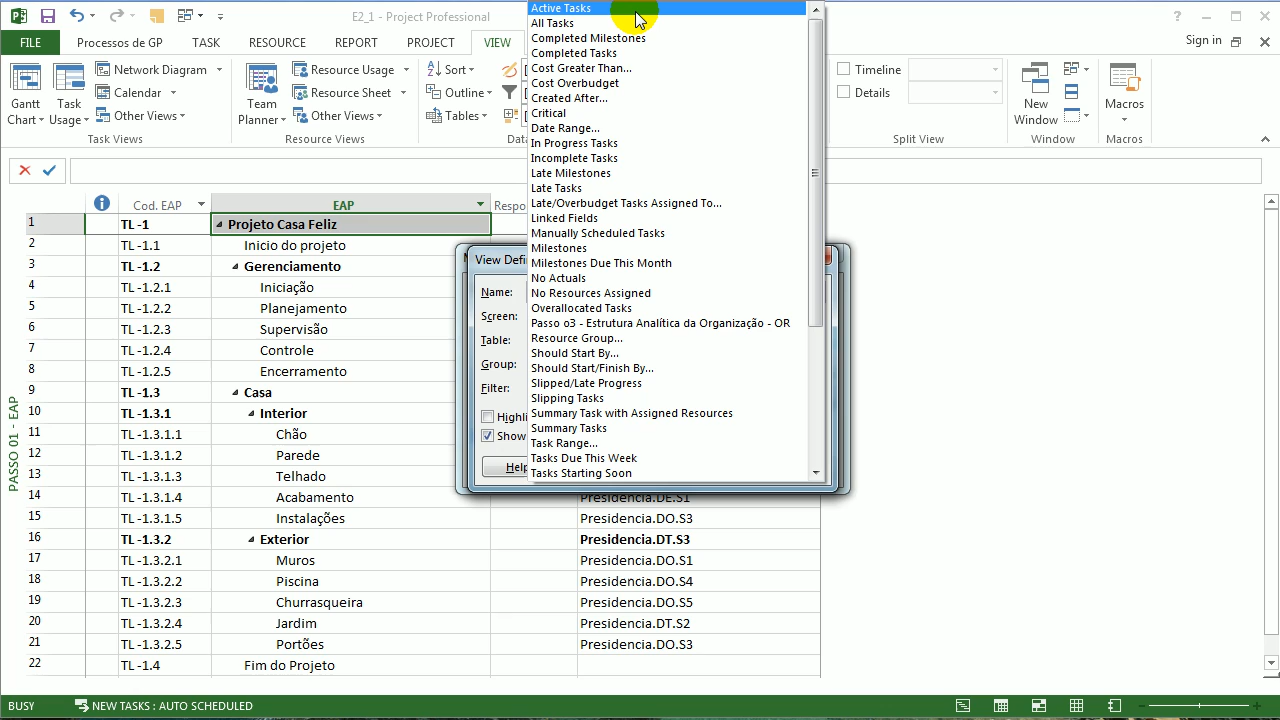 E2_1 - Project Professional
FILE
Processos de GP
TASK
RESOURCE
REPORT
PROJECT
VIEW
Sign in
Gantt Chart
Task Usage
Network Diagram
Calendar
Other Views
Task Views
Team Planner
Resource Usage
Resource Sheet
Other Views
Resource Views
Sort
Outline
Tables
Timeline
Details
Split View
New Window
Window
Macros
Macros
Cod. EAP
EAP
1 TL -1 Projeto Casa Feliz
2 TL -1.1 Inicio do projeto
3 TL -1.2 Gerenciamento
4 TL -1.2.1 Iniciação
5 TL -1.2.2 Planejamento
6 TL -1.2.3 Supervisão
7 TL -1.2.4 Controle
8 TL -1.2.5 Encerramento
9 TL -1.3 Casa
10 TL -1.3.1 Interior
11 TL -1.3.1.1 Chão
12 TL -1.3.1.2 Parede
13 TL -1.3.1.3 Telhado
14 TL -1.3.1.4 Acabamento Presidencia.DE.S1
15 TL -1.3.1.5 Instalações Presidencia.DO.S3
16 TL -1.3.2 Exterior Presidencia.DT.S3
17 TL -1.3.2.1 Muros Presidencia.DO.S1
18 TL -1.3.2.2 Piscina Presidencia.DO.S4
19 TL -1.3.2.3 Churrasqueira Presidencia.DO.S5
20 TL -1.3.2.4 Jardim Presidencia.DT.S2
21 TL -1.3.2.5 Portões Presidencia.DO.S3
22 TL -1.4 Fim do Projeto
PASSO 01 - EAP
View
Name:
Screen:
Table:
Group:
Filter:
Show
Help
Active Tasks
All Tasks
Completed Milestones
Completed Tasks
Cost Greater Than...
Cost Overbudget
Created After...
Critical
Date Range...
In Progress Tasks
Incomplete Tasks
Late Milestones
Late Tasks
Late/Overbudget Tasks Assigned To...
Linked Fields
Manually Scheduled Tasks
Milestones
Milestones Due This Month
No Actuals
No Resources Assigned
Overallocated Tasks
Passo o3 - Estrutura Analítica da Organização - OR
Resource Group...
Should Start By...
Should Start/Finish By...
Slipped/Late Progress
Slipping Tasks
Summary Task with Assigned Resources
Summary Tasks
Task Range...
Tasks Due This Week
Tasks Starting Soon
BUSY
NEW TASKS : AUTO SCHEDULED